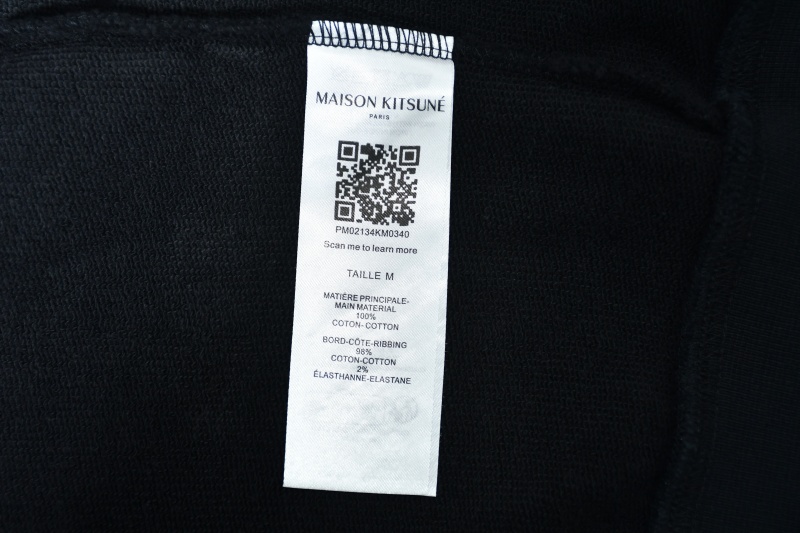 MAISON KITSUNÉ
PARIS
PM02134KM0340
Scan me to learn more
TAILLE M
MATIÈRE PRINCIPALE-
MAIN MATERIAL
100%
COTON-COTTON
BORD-CÔTE-RIBBING
98%
COTON-COTTON
2%
ÉLASTHANNE-ELASTANE